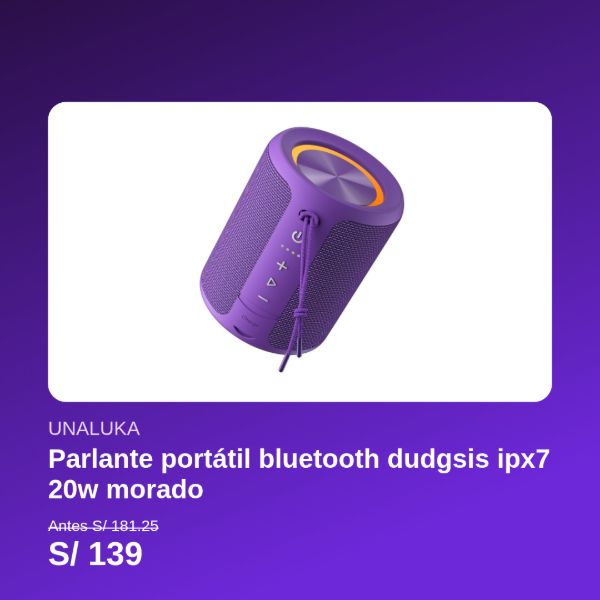 UNALUKA
Parlante portátil bluetooth dudgsis ipx7
20w morado
Antes S/ 181.25
S/ 139